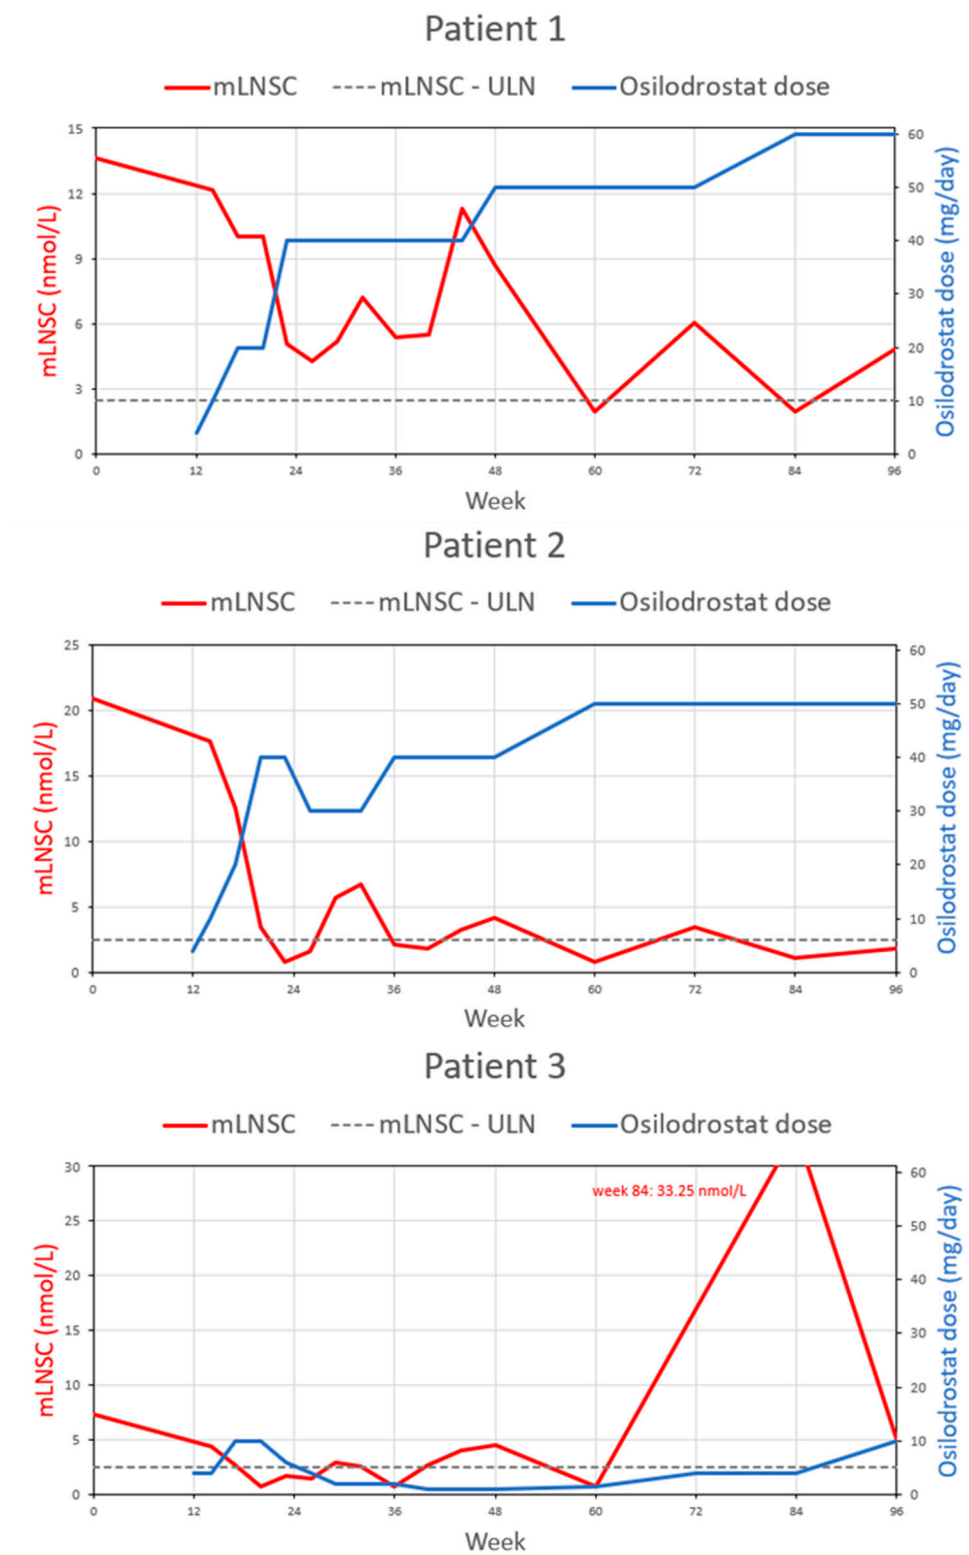 Patient 1
mLNSC mLNSC - ULN Osilodrostat dose
mLNSC (nmol/L)
15
12
9
6
3
0
Osilodrostat dose (mg/day)
60
50
40
30
20
10
0
0 12 24 36 48 60 72 84 96
Week
Patient 2
mLNSC mLNSC - ULN Osilodrostat dose
mLNSC (nmol/L)
25
20
15
10
5
0
Osilodrostat dose (mg/day)
60
50
40
30
20
10
0
0 12 24 36 48 60 72 84 96
Week
Patient 3
mLNSC mLNSC - ULN Osilodrostat dose
mLNSC (nmol/L)
30
25
20
15
10
5
0
week 84: 33.25 nmol/L
Osilodrostat dose (mg/day)
60
50
40
30
20
10
0
0 12 24 36 48 60 72 84 96
Week